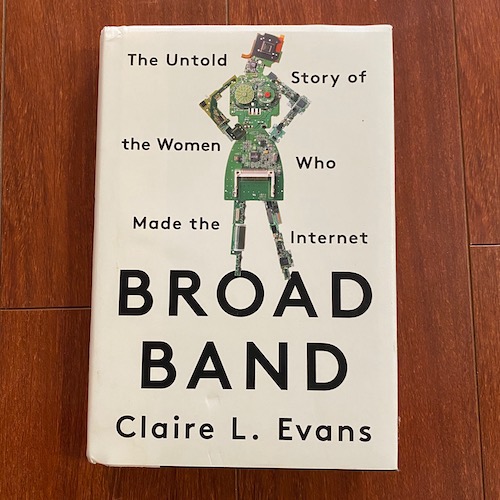 The Untold
Story of
the Women
Who
Made the
Internet
BROAD
BAND
Claire L. Evans